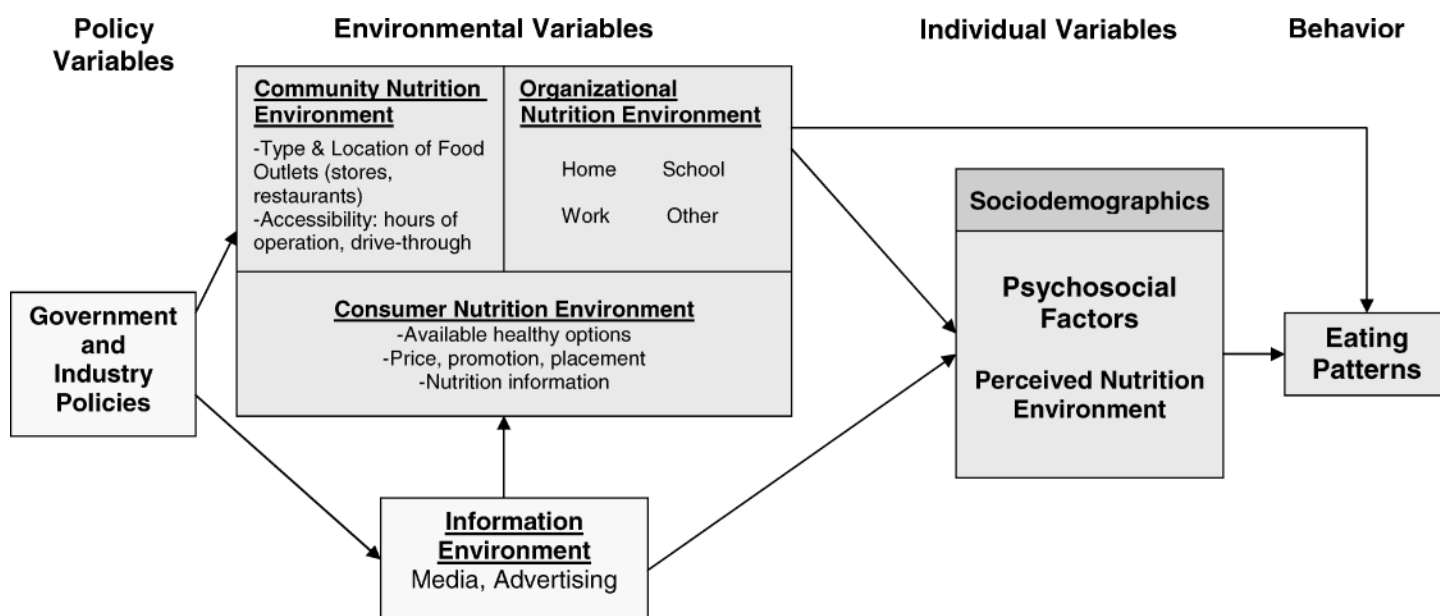 Policy
Variables
Environmental Variables
Individual Variables
Behavior
Community Nutrition
Environment
-Type & Location of Food
Outlets (stores,
restaurants)
-Accessibility: hours of
operation, drive-through
Organizational
Nutrition Environment
Home School
Work Other
Consumer Nutrition Environment
-Available healthy options
-Price, promotion, placement
-Nutrition information
Government
and
Industry
Policies
Information
Environment
Media, Advertising
Sociodemographics
Psychosocial
Factors
Perceived Nutrition
Environment
Eating
Patterns